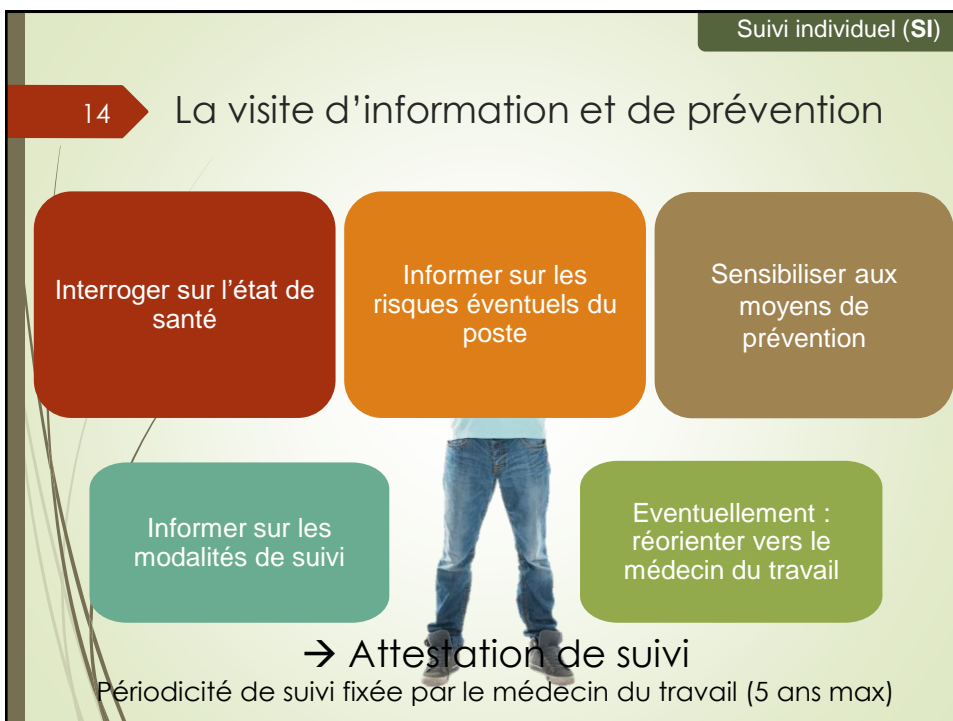 Suivi individuel (SI)
14
La visite d'information et de prévention
Interroger sur l'état de
santé
Informer sur les
risques éventuels du
poste
Sensibiliser aux
moyens de
prévention
Informer sur les
modalités de suivi
Eventuellement :
réorienter vers le
médecin du travail
→ Attestation de suivi
Périodicité de suivi fixée par le médecin du travail (5 ans max)